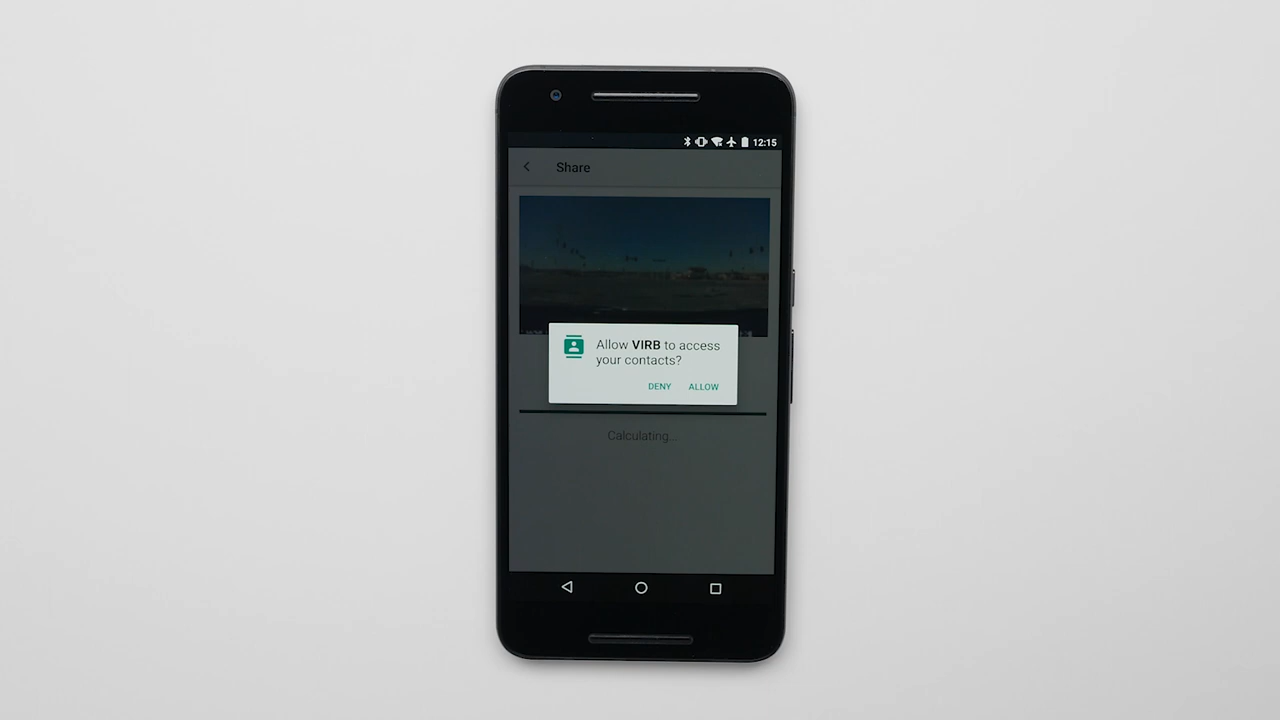 12:15
Share
Allow VIRB to access
your contacts?
DENY ALLOW
Calculating...